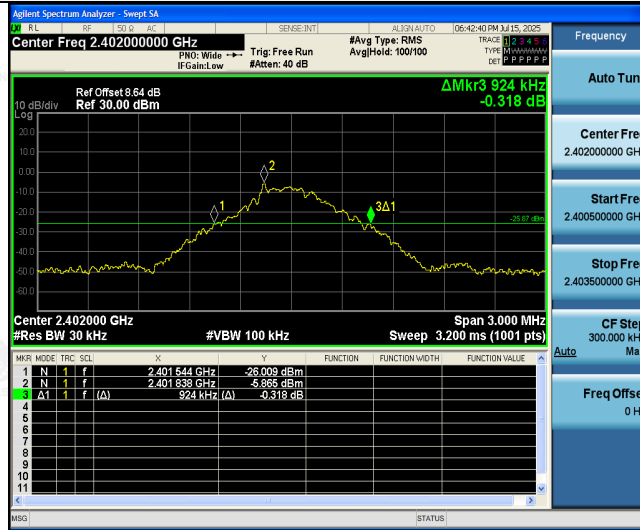 Agilent Spectrum Analyzer - Swept SA
LXI RL RF 50 Ω AC SENSE:INT ALIGN AUTO 06:42:40 PM Jul 15, 2025
Center Freq 2.402000000 GHz
PNO: Wide
IFGain:Low
Trig: Free Run
#Atten: 40 dB
#Avg Type: RMS
Avg|Hold: 100/100
TRACE 1 2 3 4 5 6
TYPE M
DET P P P P P P
Ref Offset 8.64 dB
10 dB/div Ref 30.00 dBm
Log
ΔMkr3 924 kHz
-0.318 dB
20.0
10.0
0.00
-10.0
-20.0
-30.0
-40.0
-50.0
-60.0
1
2
3Δ1
-25.87 dBm
Center 2.402000 GHz Span 3.000 MHz
#Res BW 30 kHz #VBW 100 kHz Sweep 3.200 ms (1001 pts)
MKR MODE TRC SCL X Y FUNCTION FUNCTION WIDTH FUNCTION VALUE
1 N 1 f 2.401 544 GHz -26.009 dBm
2 N 1 f 2.401 838 GHz -5.865 dBm
3 Δ1 1 f (Δ) 924 kHz (Δ) -0.318 dB
4
5
6
7
8
9
10
11
MSG STATUS
Frequency
Auto Tun
Center Fre
2.402000000 GH
Start Fre
2.400500000 GH
Stop Fre
2.403500000 GH
CF Ste
300.000 kH
Auto Ma
Freq Offse
0 H